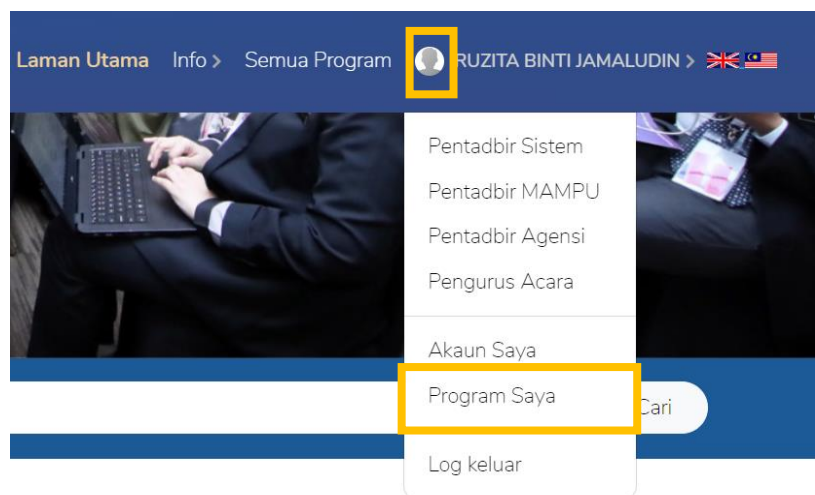 Laman Utama Info > Semua Program RUZITA BINTI JAMALUDIN >
Pentadbir Sistem
Pentadbir MAMPU
Pentadbir Agensi
Pengurus Acara
Akaun Saya
Program Saya
Cari
Log keluar